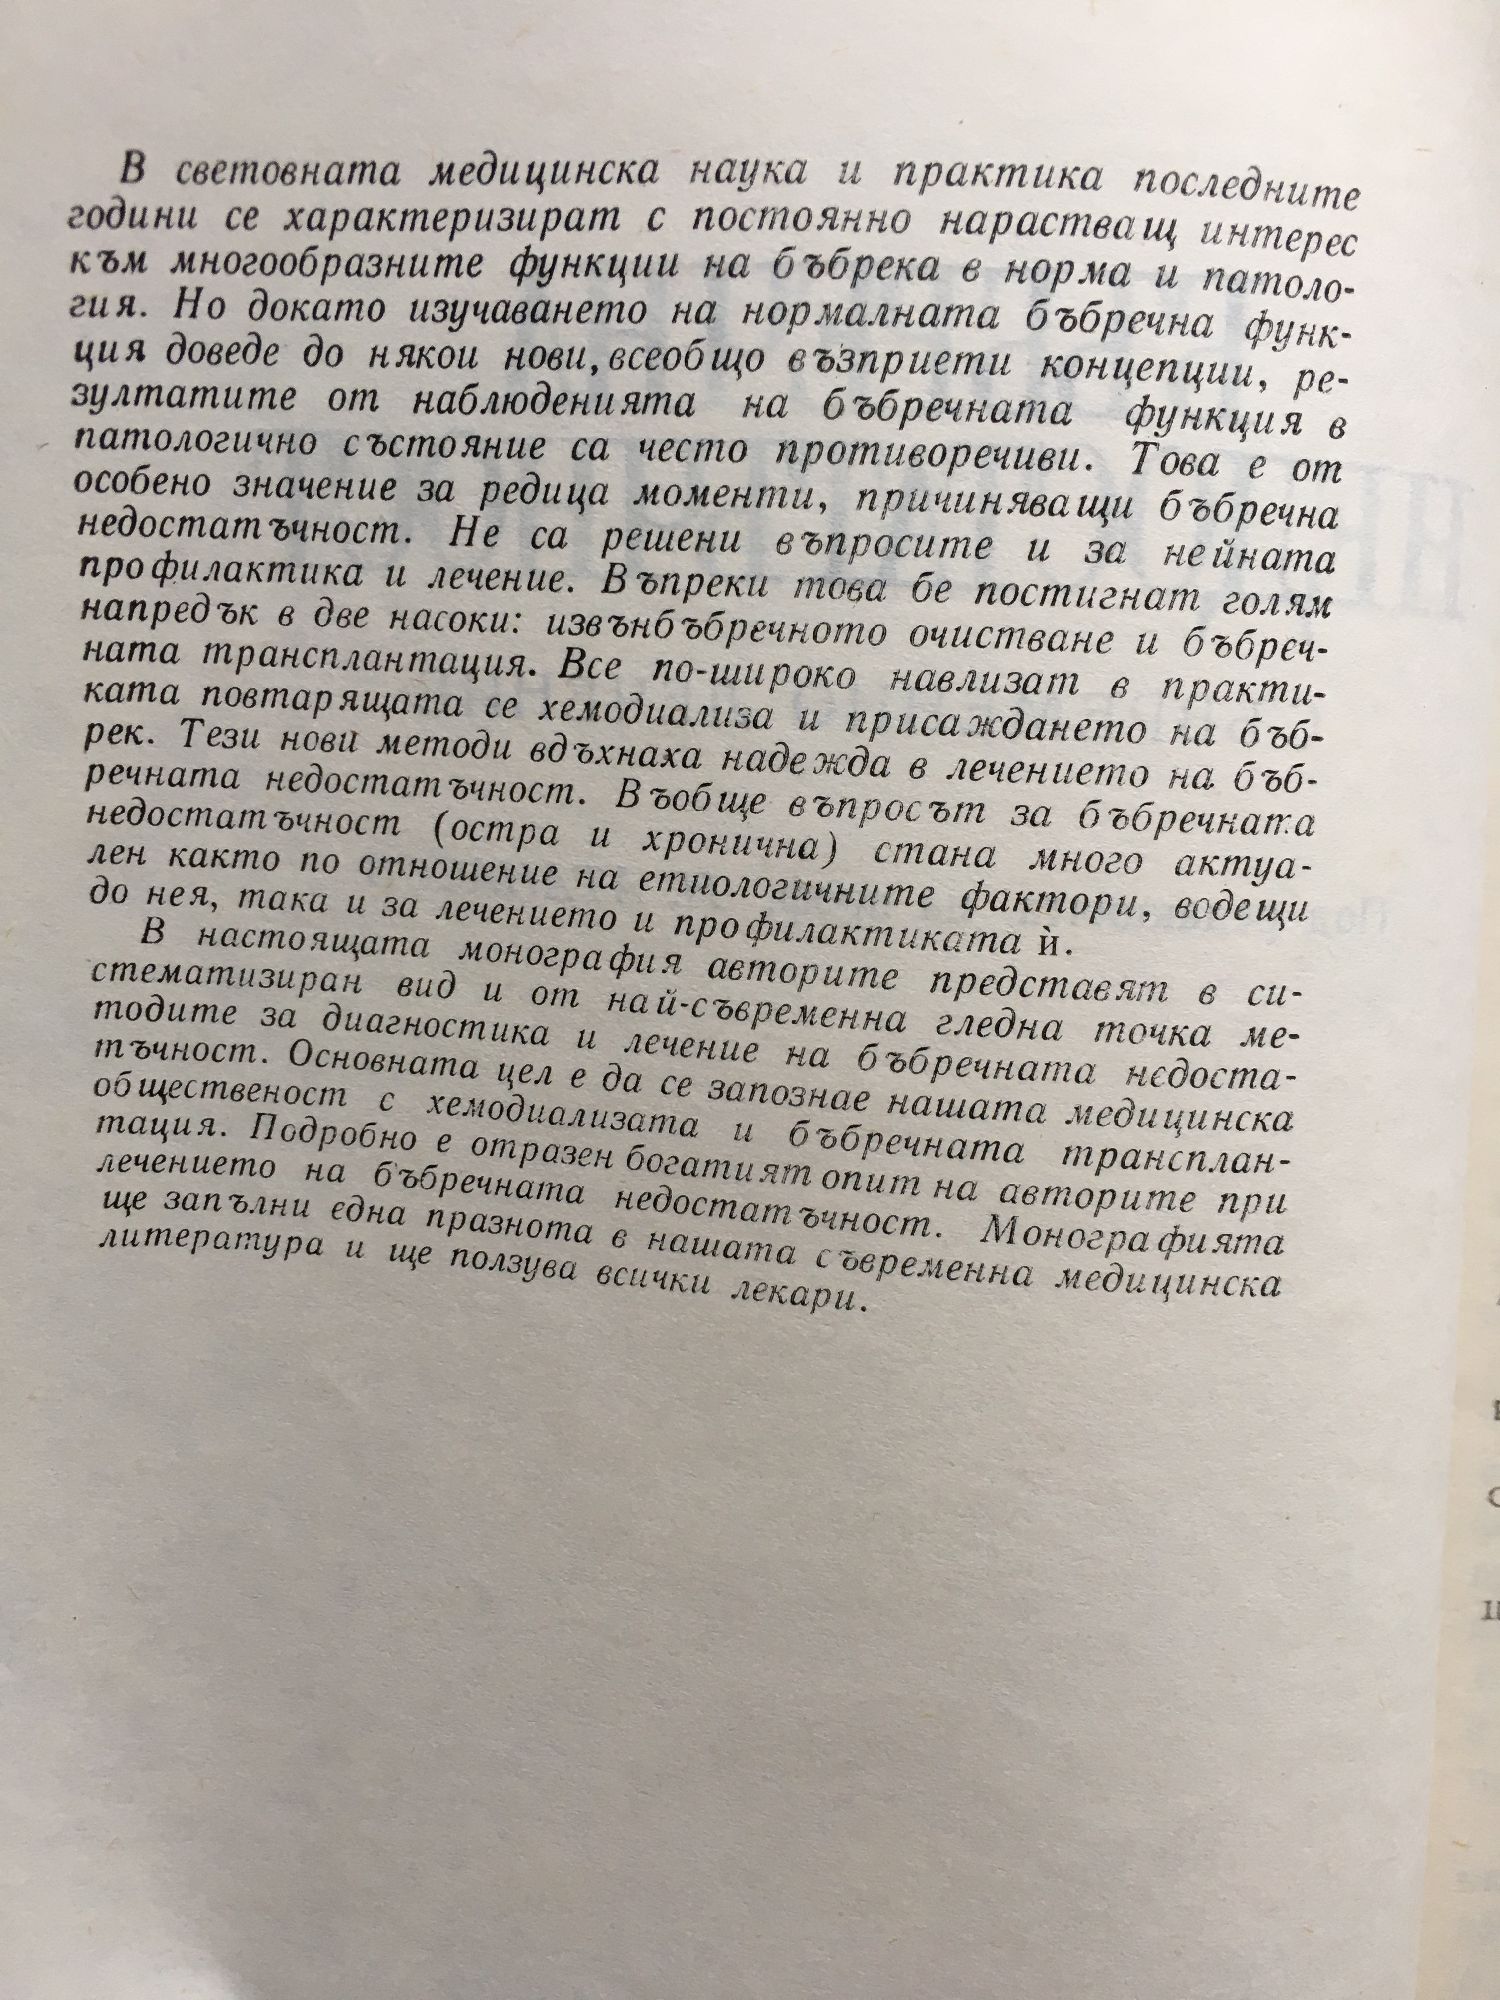 В световната медицинска наука и практика последните
години се характеризират с постоянно нарастващ интерес
към многообразните функции на бъбрека в норма и патоло-
гия. Но докато изучаването на нормалната бъбречна функ-
ция доведе до някои нови, всеобщо възприети концепции, ре-
зултатите от наблюденията на бъбречната функция в
патологично състояние са често противоречиви. Това е от
особено значение за редица моменти, причиняващи бъбречна
недостатъчност. Не са решени въпросите и за нейната
профилактика и лечение. Въпреки това бе постигнат голям
напредък в две насоки: извънбъбречното очистване и бъбреч-
ната трансплантация. Все по-широко навлизат в практи-
ката повтарящата се хемодиализа и присаждането на бъб-
рек. Тези нови методи вдъхнаха надежда в лечението на бъб-
речната недостатъчност. Въобще въпросът за бъбречната
недостатъчност (остра и хронична) стана много актуа-
лен както по отношение на етиологичните фактори, водещи
до нея, така и за лечението и профилактиката ѝ.
В настоящата монография авторите представят в си-
стематизиран вид и от най-съвременна гледна точка ме-
тодите за диагностика и лечение на бъбречната недоста-
тъчност. Основната цел е да се запознае нашата медицинска
общественост с хемодиализата и бъбречната трансплан-
тация. Подробно е отразен богатият опит на авторите при
лечението на бъбречната недостатъчност. Монографията
ще запълни една празнота в нашата съвременна медицинска
литература и ще ползува всички лекари.